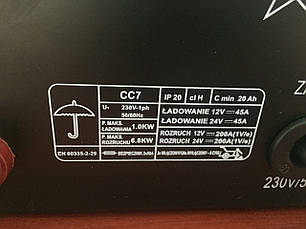 CC7
IP 20 cl H C min 20 Ah
U~ 230V-1ph
50/60Hz
ŁADOWANIE 12V 45A
ŁADOWANIE 24V 45A
P. MAKS.
ŁADOWANIA 1.0KW
P. MAKS.
ROZRUCHU 6.8KW
ROZRUCH 12V 200A(1V/e)
ROZRUCH 24V 200A(1V/e)
EN 60335-2-29
BEZPIECZNIK
230V/5